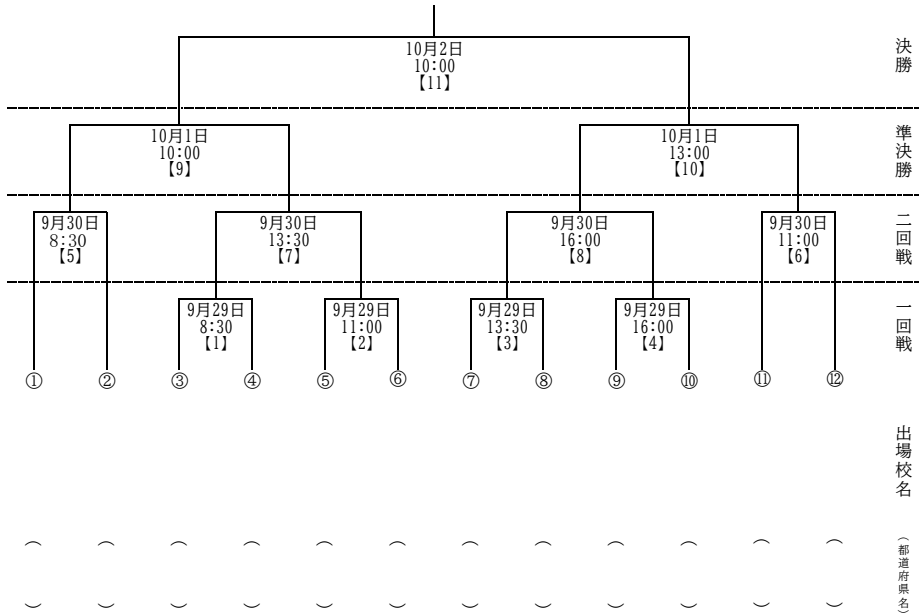 10月2日
10:00
【11】
決勝
10月1日
10:00
【9】
10月1日
13:00
【10】
準決勝
9月30日
8:30
【5】
9月30日
13:30
【7】
9月30日
16:00
【8】
9月30日
11:00
【6】
二回戦
9月29日
8:30
【1】
9月29日
11:00
【2】
9月29日
13:30
【3】
9月29日
16:00
【4】
一回戦
① ② ③ ④ ⑤ ⑥ ⑦ ⑧ ⑨ ⑩ ⑪ ⑫
出場校名
( ) ( ) ( ) ( ) ( ) ( ) ( ) ( ) ( ) ( ) ( ) ( )
(都道府県名)